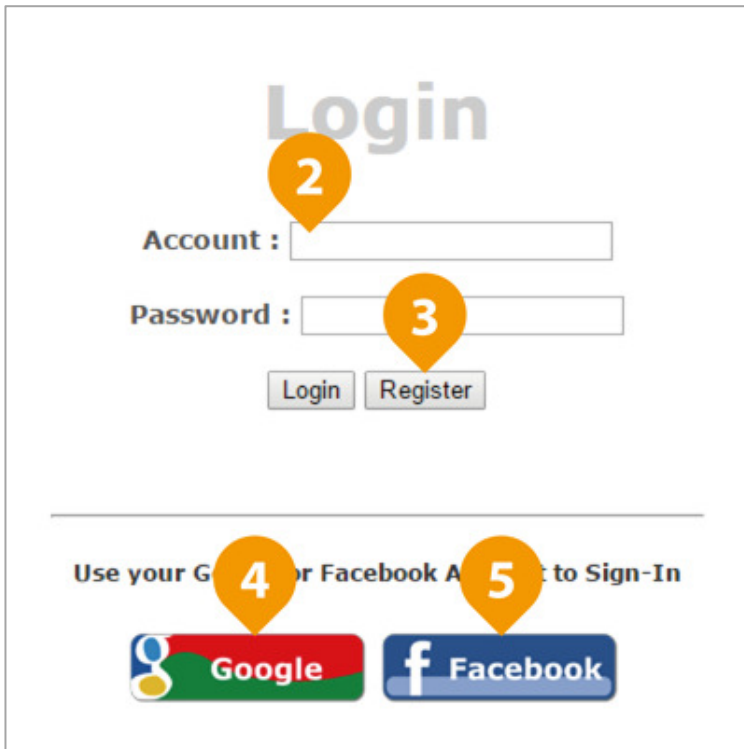 Login
2
Account :
Password :
3
Login Register
Use your G or Facebook A t to Sign-In
4 5
Google Facebook